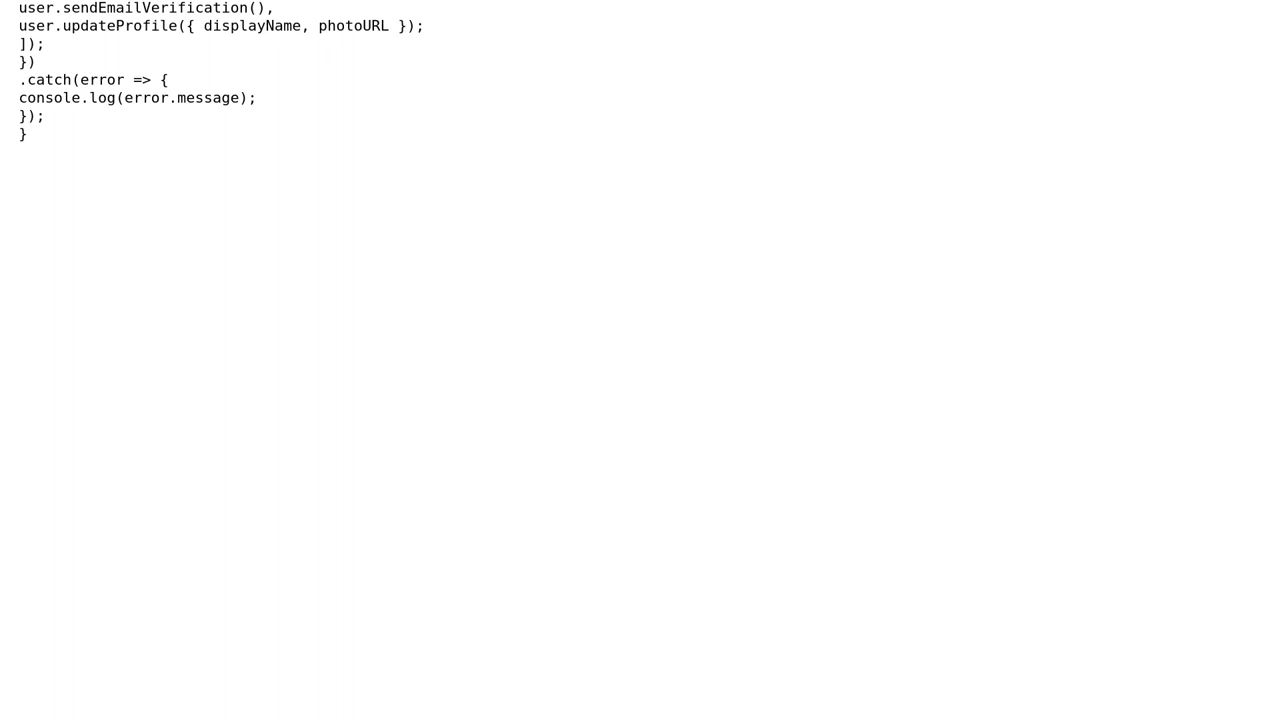 user.sendEmailVerification(),
user.updateProfile({ displayName, photoURL });
]);
})
.catch(error => {
console.log(error.message);
});
}